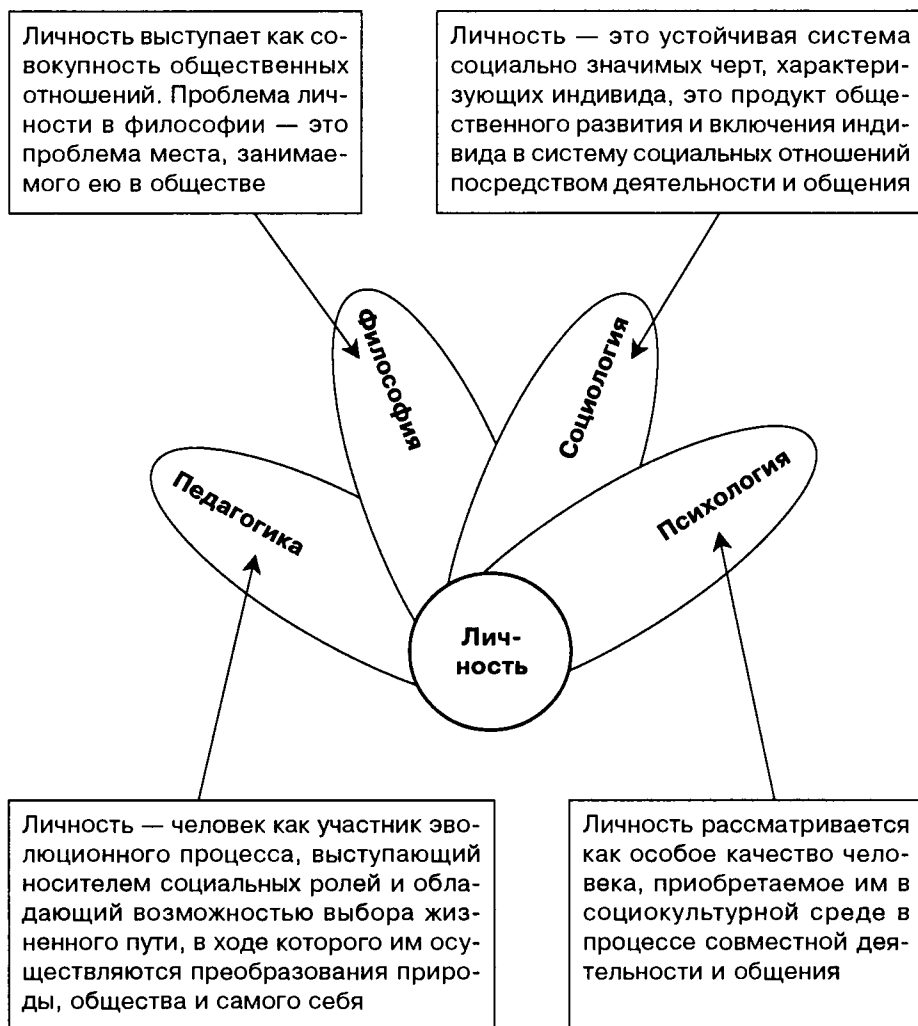 Личность выступает как со-
вокупность общественных
отношений. Проблема лич-
ности в философии — это
проблема места, занимае-
мого ею в обществе
Личность — это устойчивая система
социально значимых черт, характери-
зующих индивида, это продукт обще-
ственного развития и включения инди-
вида в систему социальных отношений
посредством деятельности и общения
Педагогика
Философия
Социология
Психология
Лич-
ность
Личность — человек как участник эво-
люционного процесса, выступающий
носителем социальных ролей и обла-
дающий возможностью выбора жиз-
ненного пути, в ходе которого им осу-
ществляются преобразования приро-
ды, общества и самого себя
Личность рассматривается
как особое качество чело-
века, приобретаемое им в
социокультурной среде в
процессе совместной дея-
тельности и общения